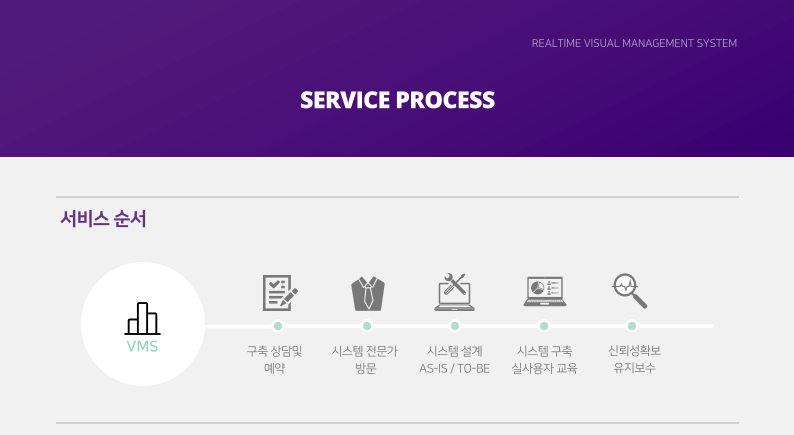 REALTIME VISUAL MANAGEMENT SYSTEM
SERVICE PROCESS
서비스 순서
VMS
구축 상담및
예약
시스템 전문가
방문
시스템 설계
AS-IS / TO-BE
시스템 구축
실사용자 교육
신뢰성확보
유지보수